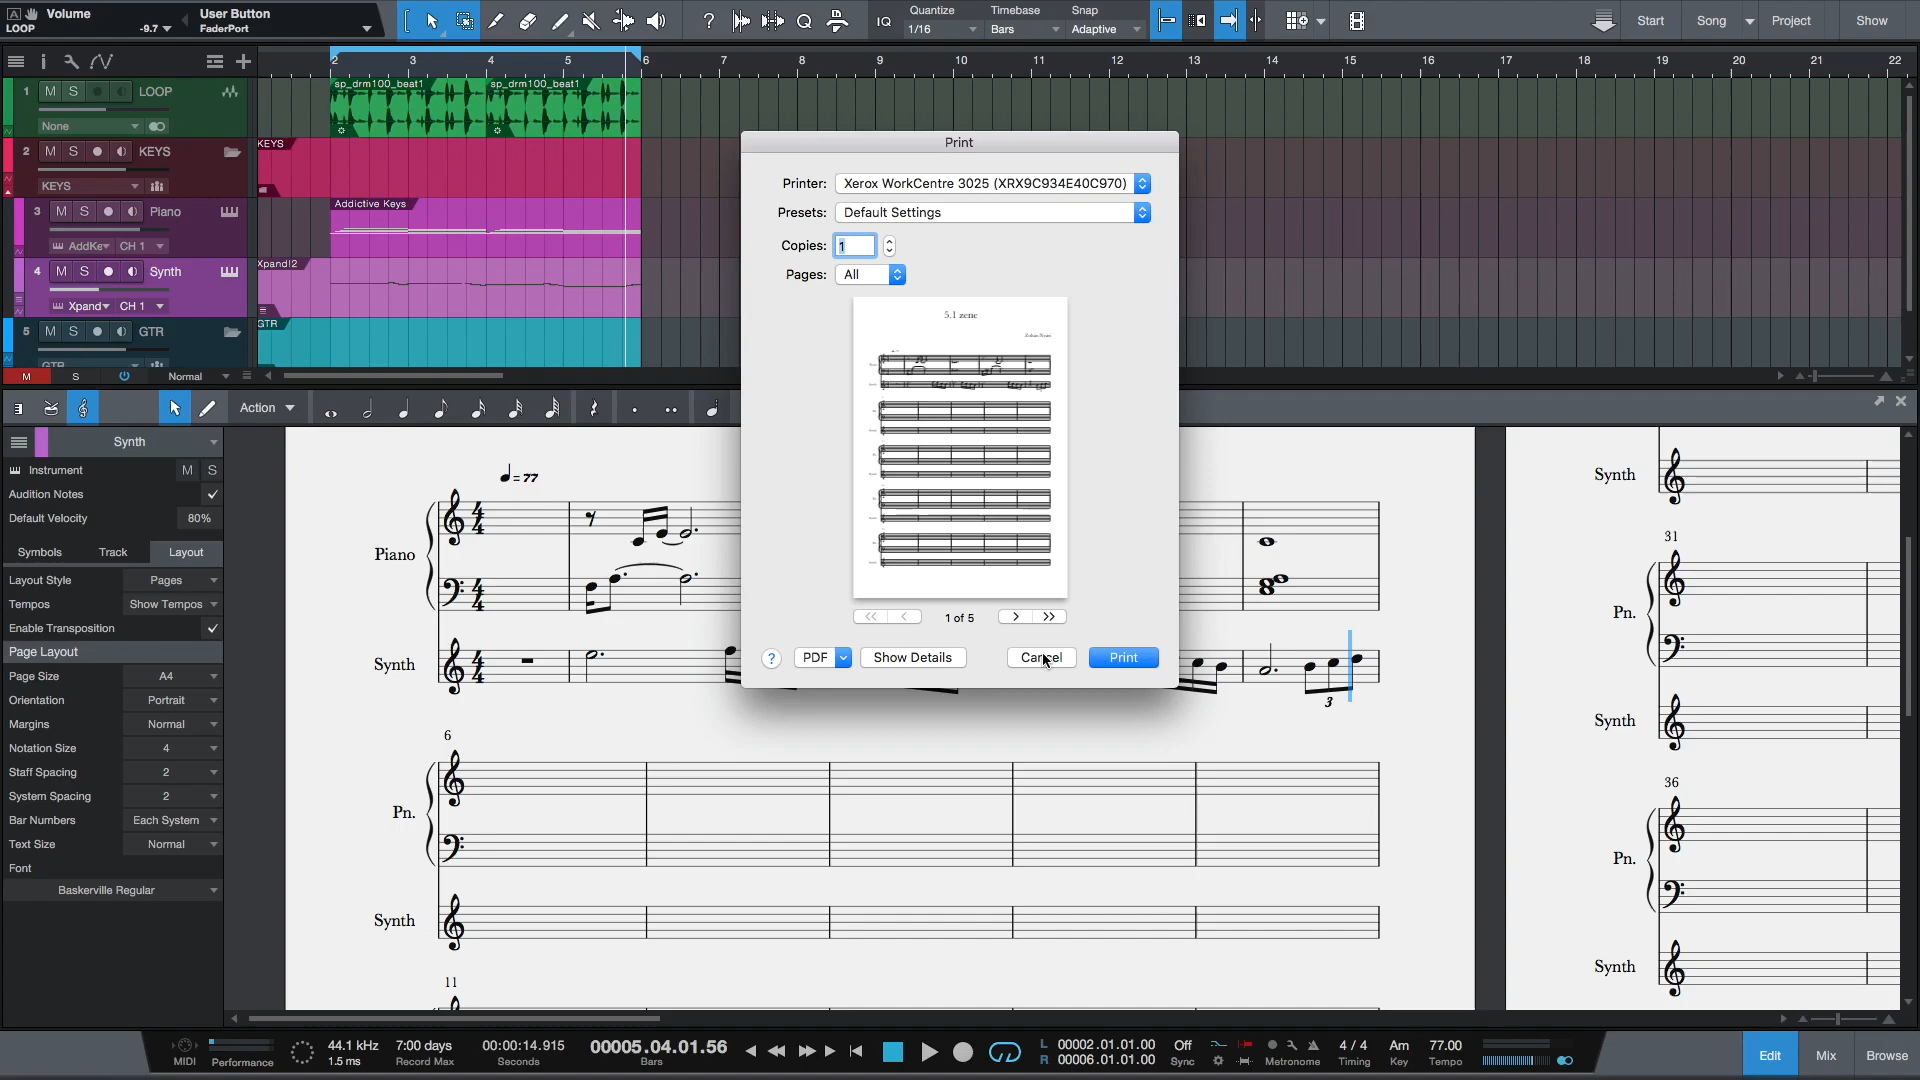 A Volume User Button
LOOP -9.7 FaderPort
? IQ Quantize Timebase Snap
1/16 Bars Adaptive
Start Song Project Show
i 2 3 4 5 6 7 8 9 10 11 12 13 14 15 16 17 18 19 20 21 22
1 M S LOOP
None
sp_drm100_beat1 sp_drm100_beat1
2 M S KEYS
KEYS
KEYS
3 M S Piano
AddKe CH 1
Addictive Keys
4 M S Synth
Xpand CH 1
Xpand!2
5 M S GTR
GTR
GTR
M S Normal
Action
Synth
Instrument M S
Audition Notes
Default Velocity 80%
Symbols Track Layout
Layout Style Pages
Tempos Show Tempos
Enable Transposition
Page Layout
Page Size A4
Orientation Portrait
Margins Normal
Notation Size 4
Staff Spacing 2
System Spacing 2
Bar Numbers Each System
Text Size Normal
Font
Baskerville Regular
= 77
Piano
Synth
3
6
Pn.
Synth
11
Synth
31
Pn.
Synth
36
Pn.
Synth
Print
Printer: Xerox WorkCentre 3025 (XRX9C934E40C970)
Presets: Default Settings
Copies: 1
Pages: All
5.1 zene
1 of 5
? PDF Show Details Cancel Print
MIDI Performance
44.1 kHz 7:00 days 00:00:14.915 00005.04.01.56
1.5 ms Record Max Seconds Bars
L 00002.01.01.00 Off 4 / 4 Am 77.00
R 00006.01.01.00 Sync Metronome Timing Key Tempo
Edit Mix Browse